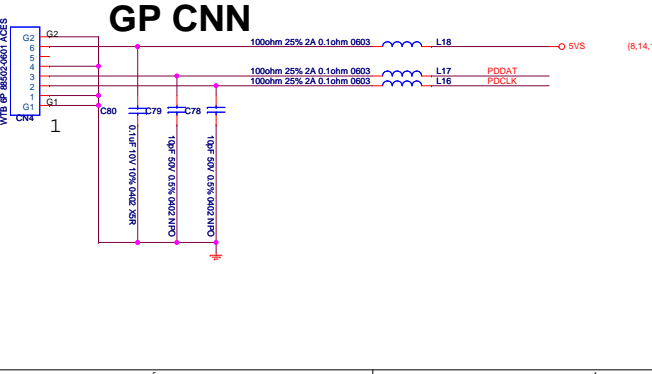 GP CNN
WTB 6P 88502-0601 ACES
G2
G2
6
5
4
3
2
1
G1
G1
CN4
1
100ohm 25% 2A 0.1ohm 0603
L18
5VS
100ohm 25% 2A 0.1ohm 0603
L17
PDDAT
100ohm 25% 2A 0.1ohm 0603
L16
PDCLK
C80
C79
C78
0.1uF 10V 10% 0402 X5R
10pF 50V 0.5% 0402 NPO
10pF 50V 0.5% 0402 NPO